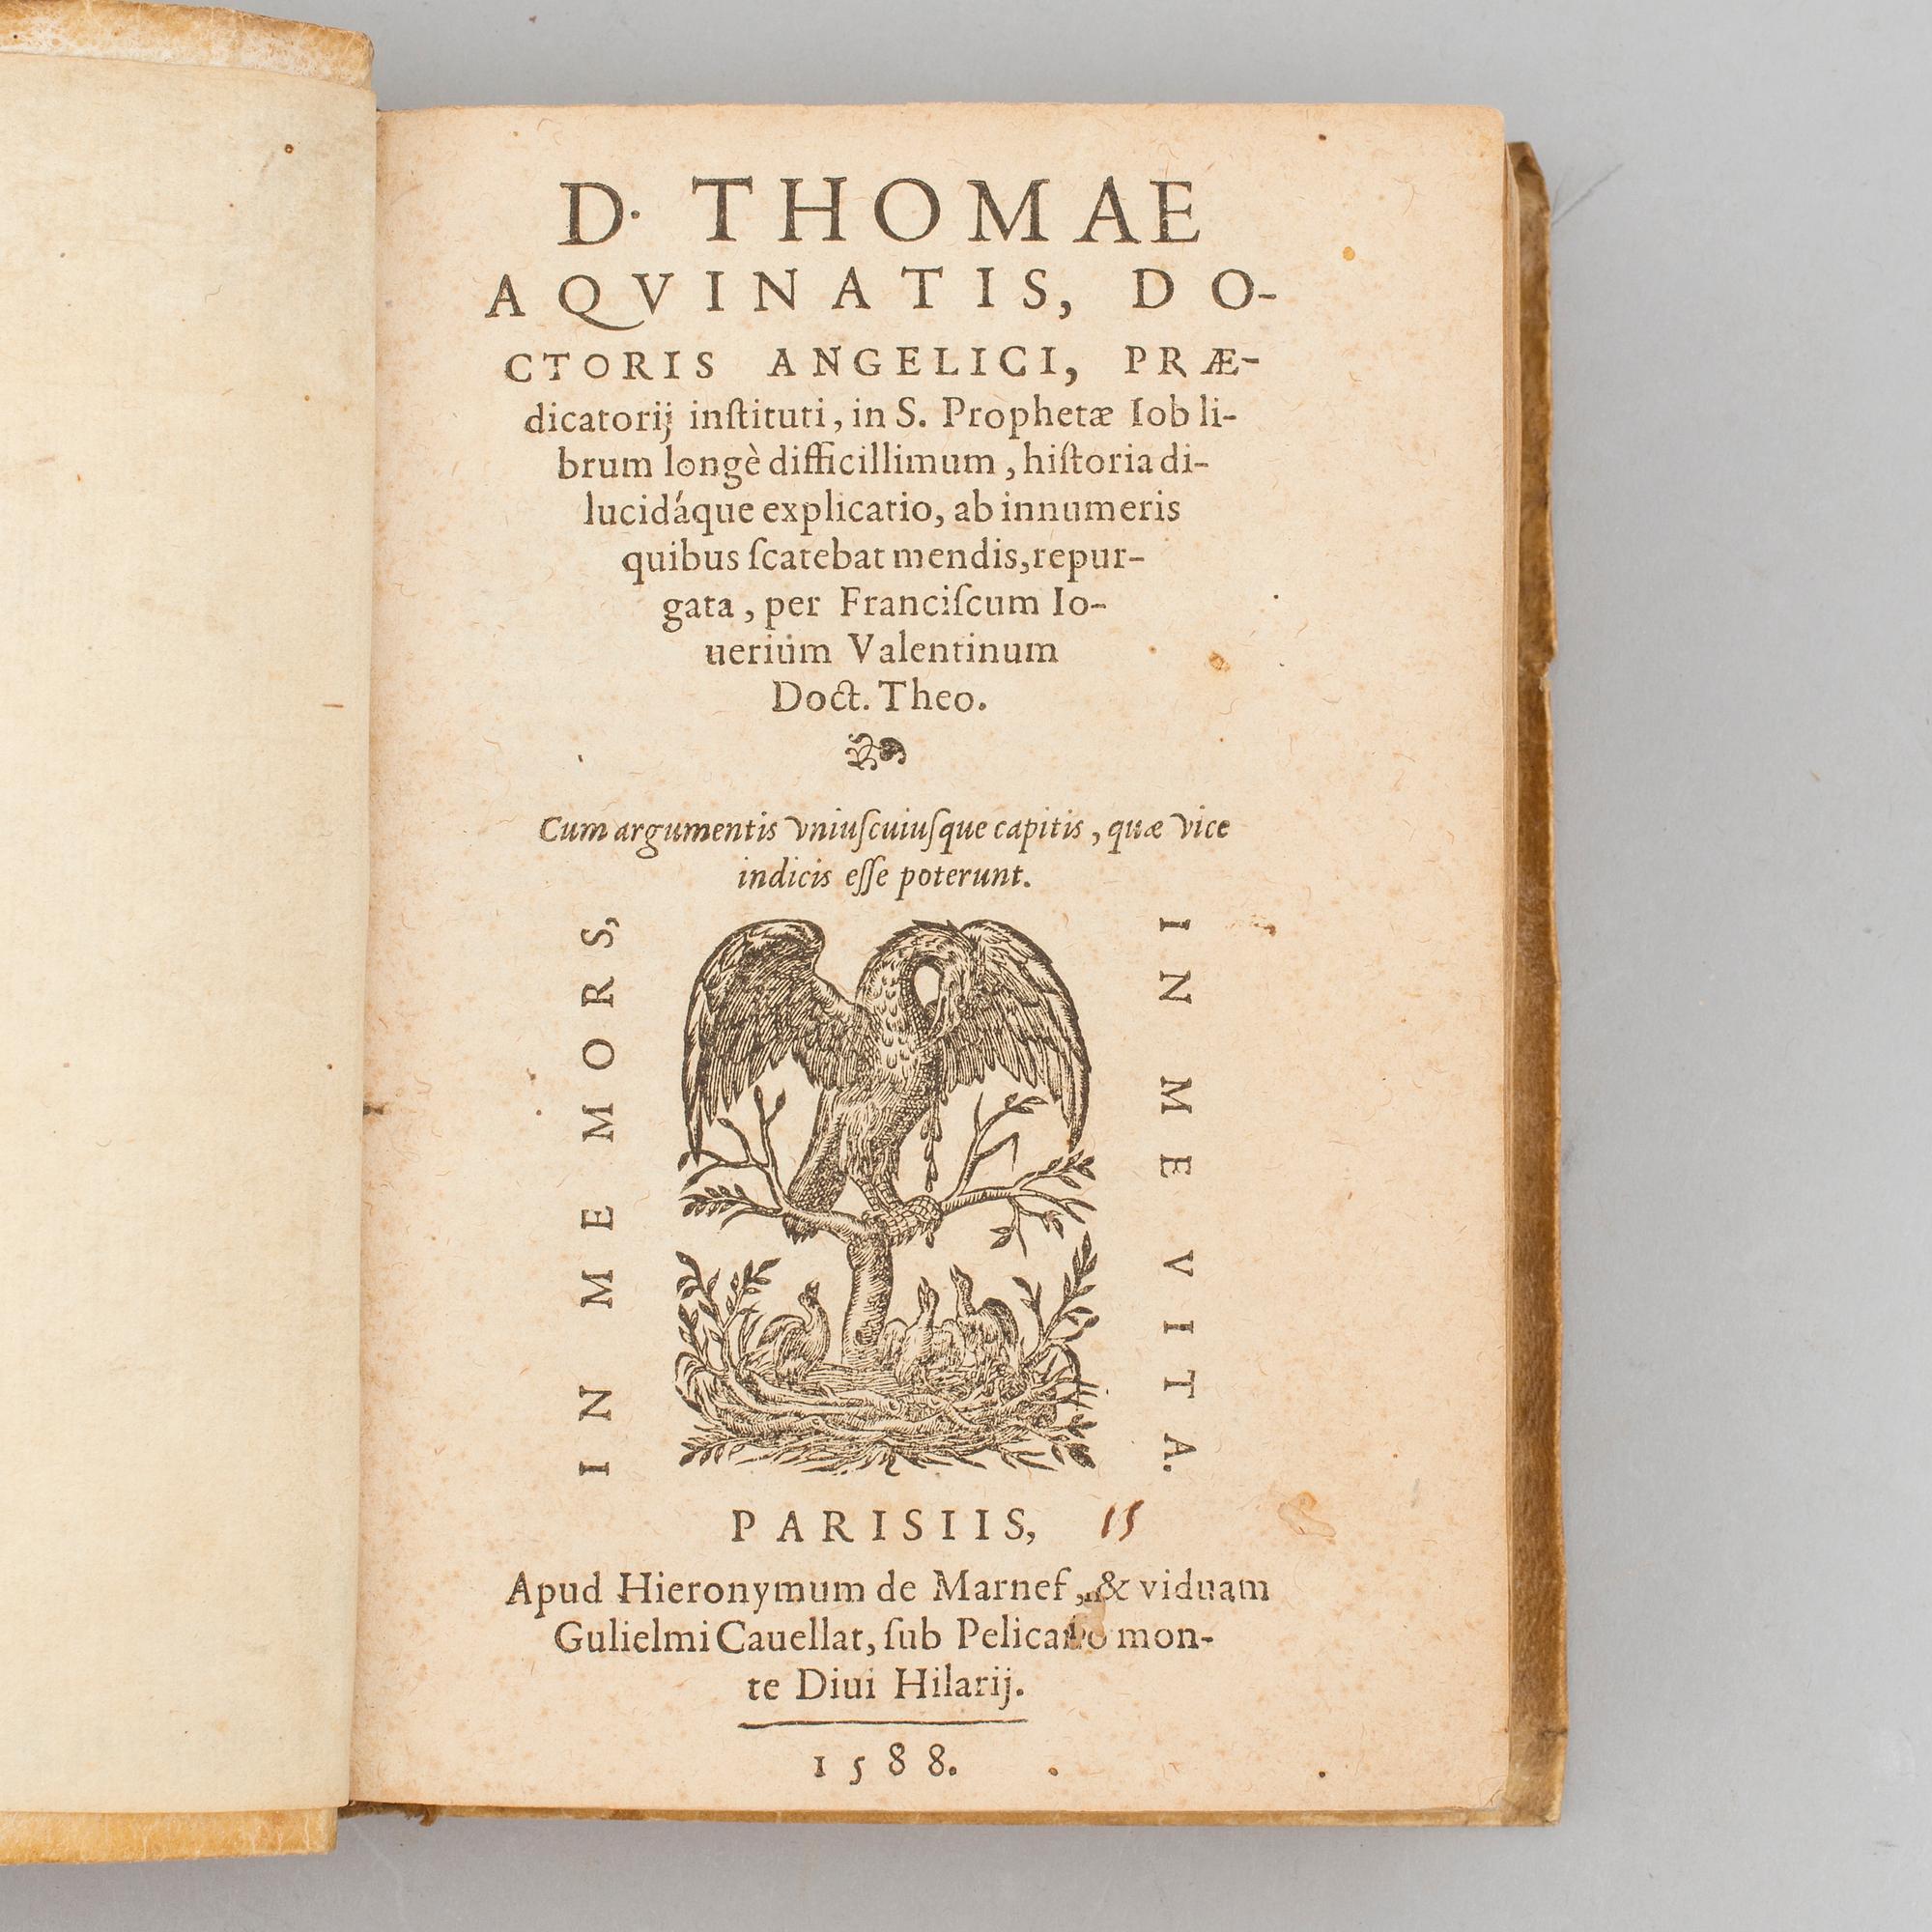 D. THOMAE
AQVINATIS, DO-
CTORIS ANGELICI, PRÆ-
dicatorij inſtituti, in S. Prophetæ Iob li-
brum longè difficillimum, hiſtoria di-
lucidáque explicatio, ab innumeris
quibus ſcatebat mendis, repur-
gata, per Franciſcum Io-
uerium Valentinum
Doct. Theo.
Cum argumentis vniuſcuiuſque capitis, quæ vice
indicis eſſe poterunt.
IN ME MORS,
IN ME VITA.
PARISIIS, 15
Apud Hieronymum de Marnef, & viduam
Gulielmi Cauellat, ſub Pelicano mon-
te Diui Hilarij.
1588.